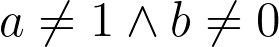 a ≠ 1 ∧ b ≠ 0